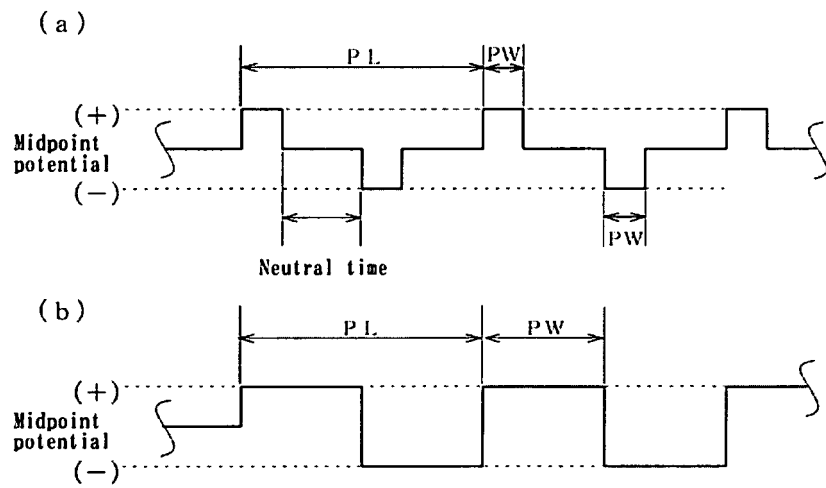 (a)
PL
PW
(+)
Midpoint
potential
(−)
PW
Neutral time
(b)
PL
PW
(+)
Midpoint
potential
(−)